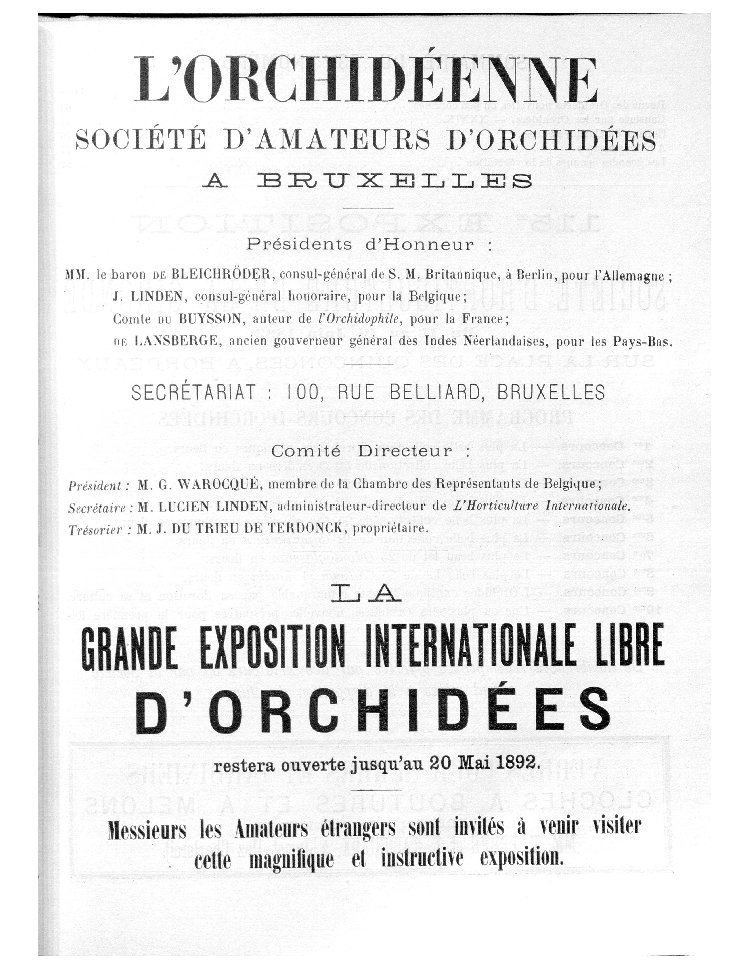 L'ORCHIDÉENNE
SOCIÉTÉ D'AMATEURS D'ORCHIDÉES
A BRUXELLES
Présidents d'Honneur :
MM. le baron DE BLEICHRÖDER, consul-général de S. M. Britannique, à Berlin, pour l'Allemagne ;
J. LINDEN, consul-général honoraire, pour la Belgique ;
Comte DU BUYSSON, auteur de l'Orchidophile, pour la France ;
DE LANSBERGE, ancien gouverneur général des Indes Néerlandaises, pour les Pays-Bas.
SECRÉTARIAT : 100, RUE BELLIARD, BRUXELLES
Comité Directeur :
Président : M. G. WAROCQUÉ, membre de la Chambre des Représentants de Belgique ;
Secrétaire : M. LUCIEN LINDEN, administrateur-directeur de L'Horticulture Internationale.
Trésorier : M. J. DU TRIEU DE TERDONCK, propriétaire.
LA
GRANDE EXPOSITION INTERNATIONALE LIBRE
D'ORCHIDÉES
restera ouverte jusqu'au 20 Mai 1892.
Messieurs les Amateurs étrangers sont invités à venir visiter
cette magnifique et instructive exposition.